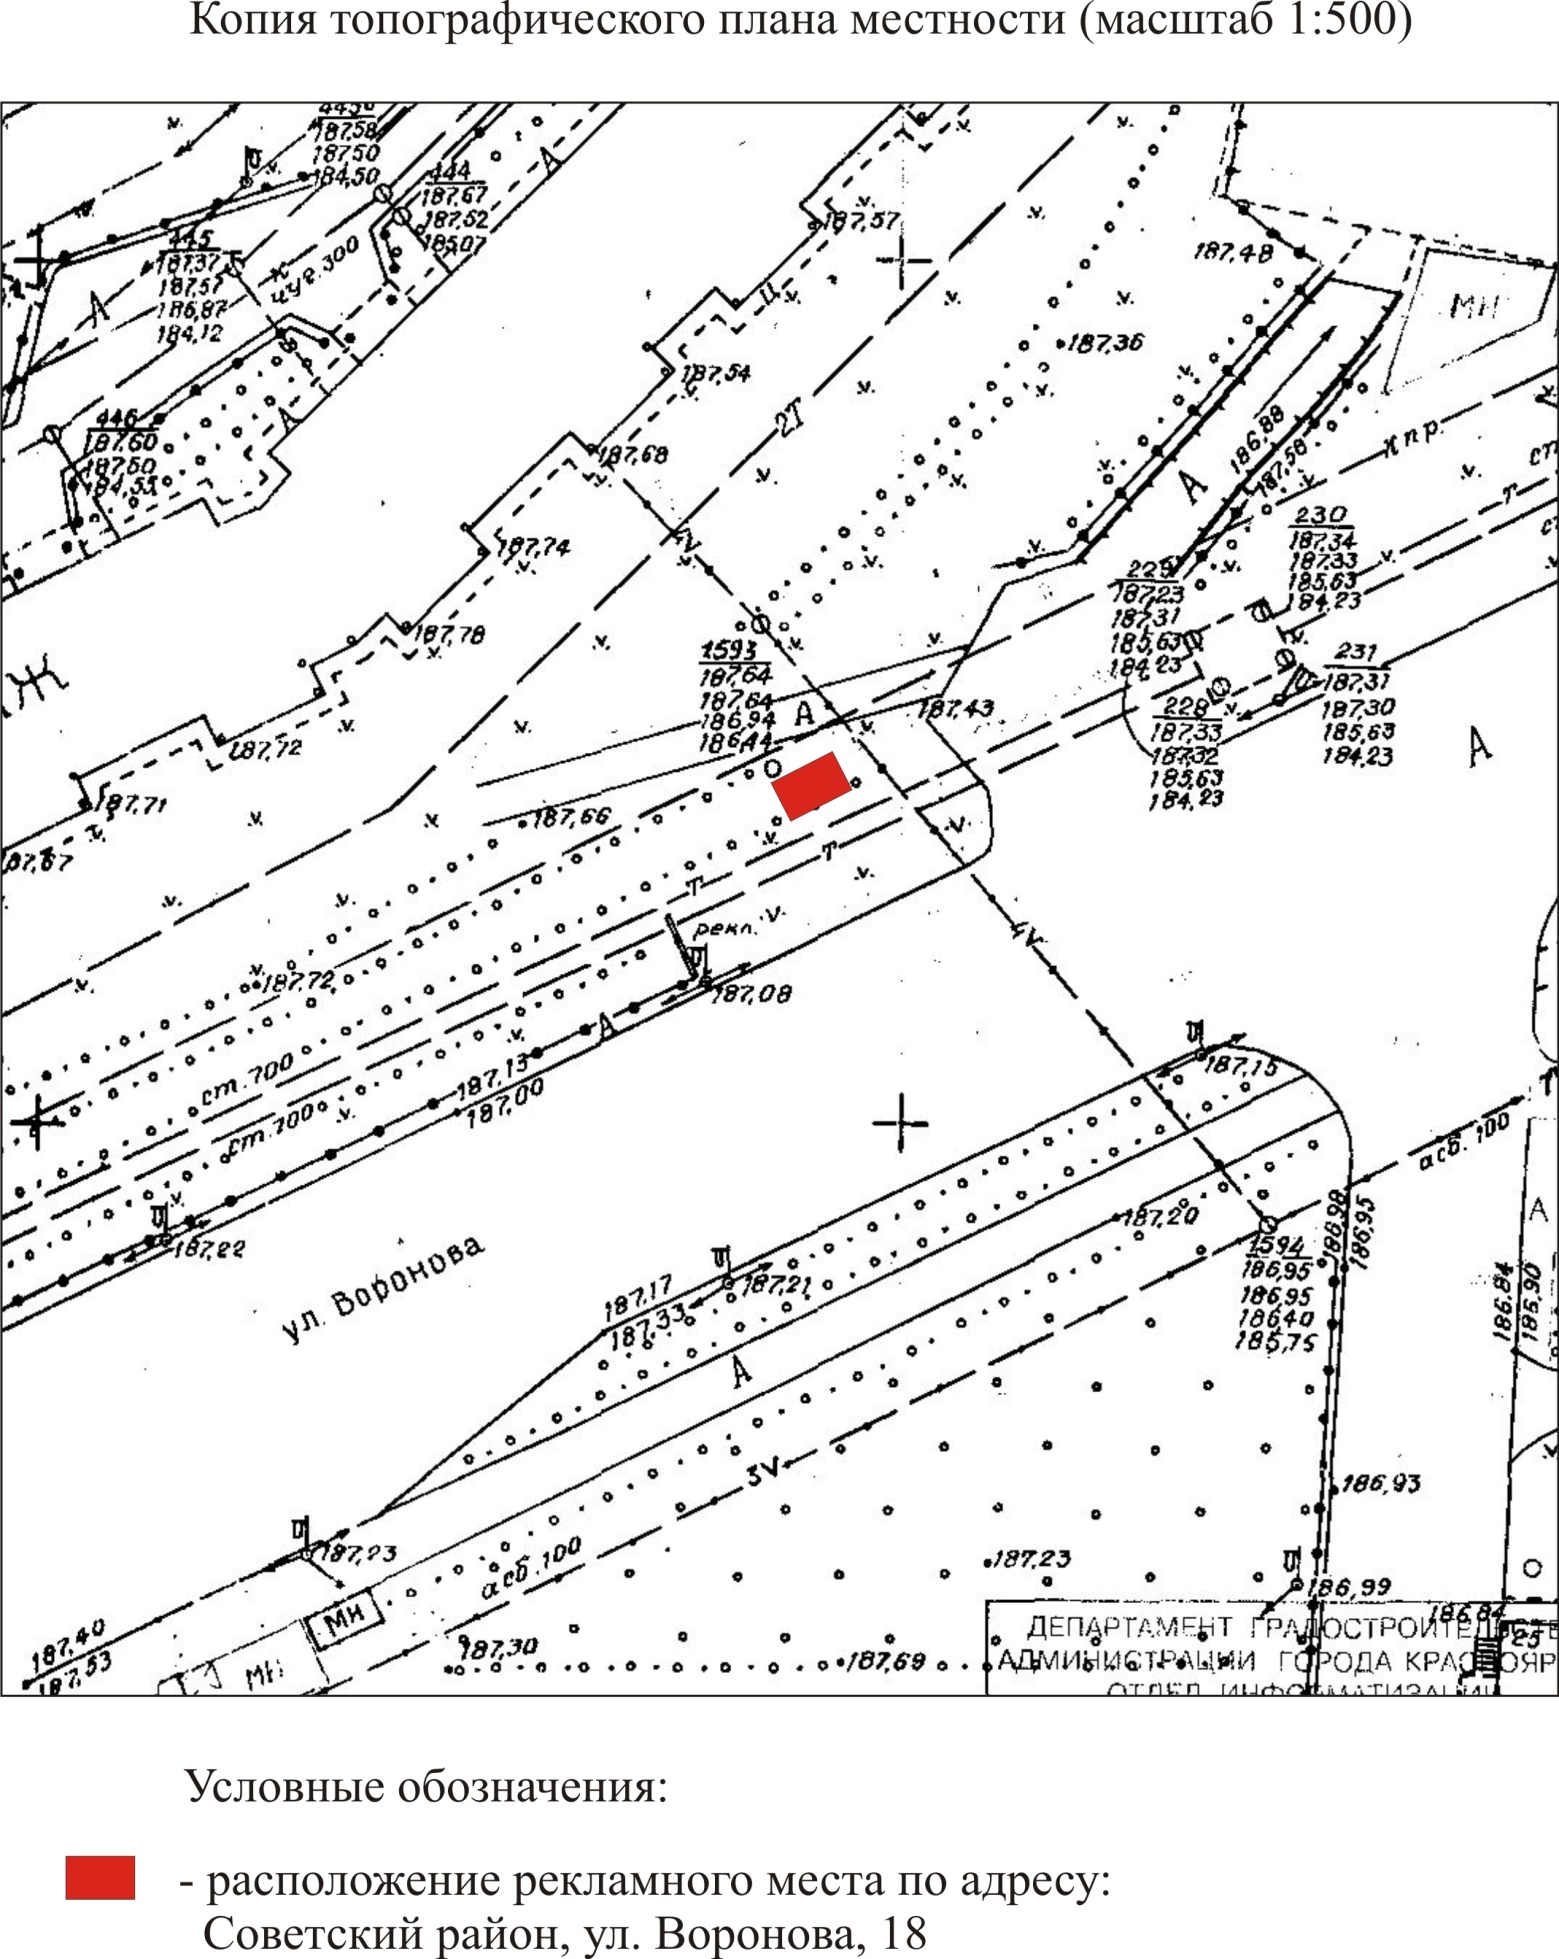 Копия топографического плана местности (масштаб 1:500)
187,58
187,50
184,50
444
187,67
187,52
185,07
А
445
187,37
187,57
186,87
184,12
чуг.300
А
А
446
187,50
187,57
187,48
МН
187,36
187,54
2Т
187,68
186,88
187,58
А
к пр.
187,74
230
187,34
187,33
185,63
184,23
187,23
187,31
185,63
184,23
187,78
Ж
1593
187,64
187,64
186,94
186,44
А
187,43
231
187,31
187,30
185,63
184,23
228
187,33
187,32
185,63
184,23
А
187,72
187,71
187,66
Т
Т
рекл.
187,72
187,08
А
ст.700
ст.700
187,13
187,00
187,15
асб.100
А
187,22
187,20
ул. Воронова
1594
186,95
186,95
186,40
185,75
186,98
186,95
186,84
186,90
187,17
187,33
187,21
А
3V
186,93
187,23
асб.100
187,23
186,99
МН
МН
187,40
187,53
187,30
187,69
186,84
ДЕПАРТАМЕНТ
АДМИНИСТРАЦИИ ГОРОДА
ОТДЕЛ ИНФОРМАТИЗАЦИИ
Условные обозначения:
- расположение рекламного места по адресу:
Советский район, ул. Воронова, 18